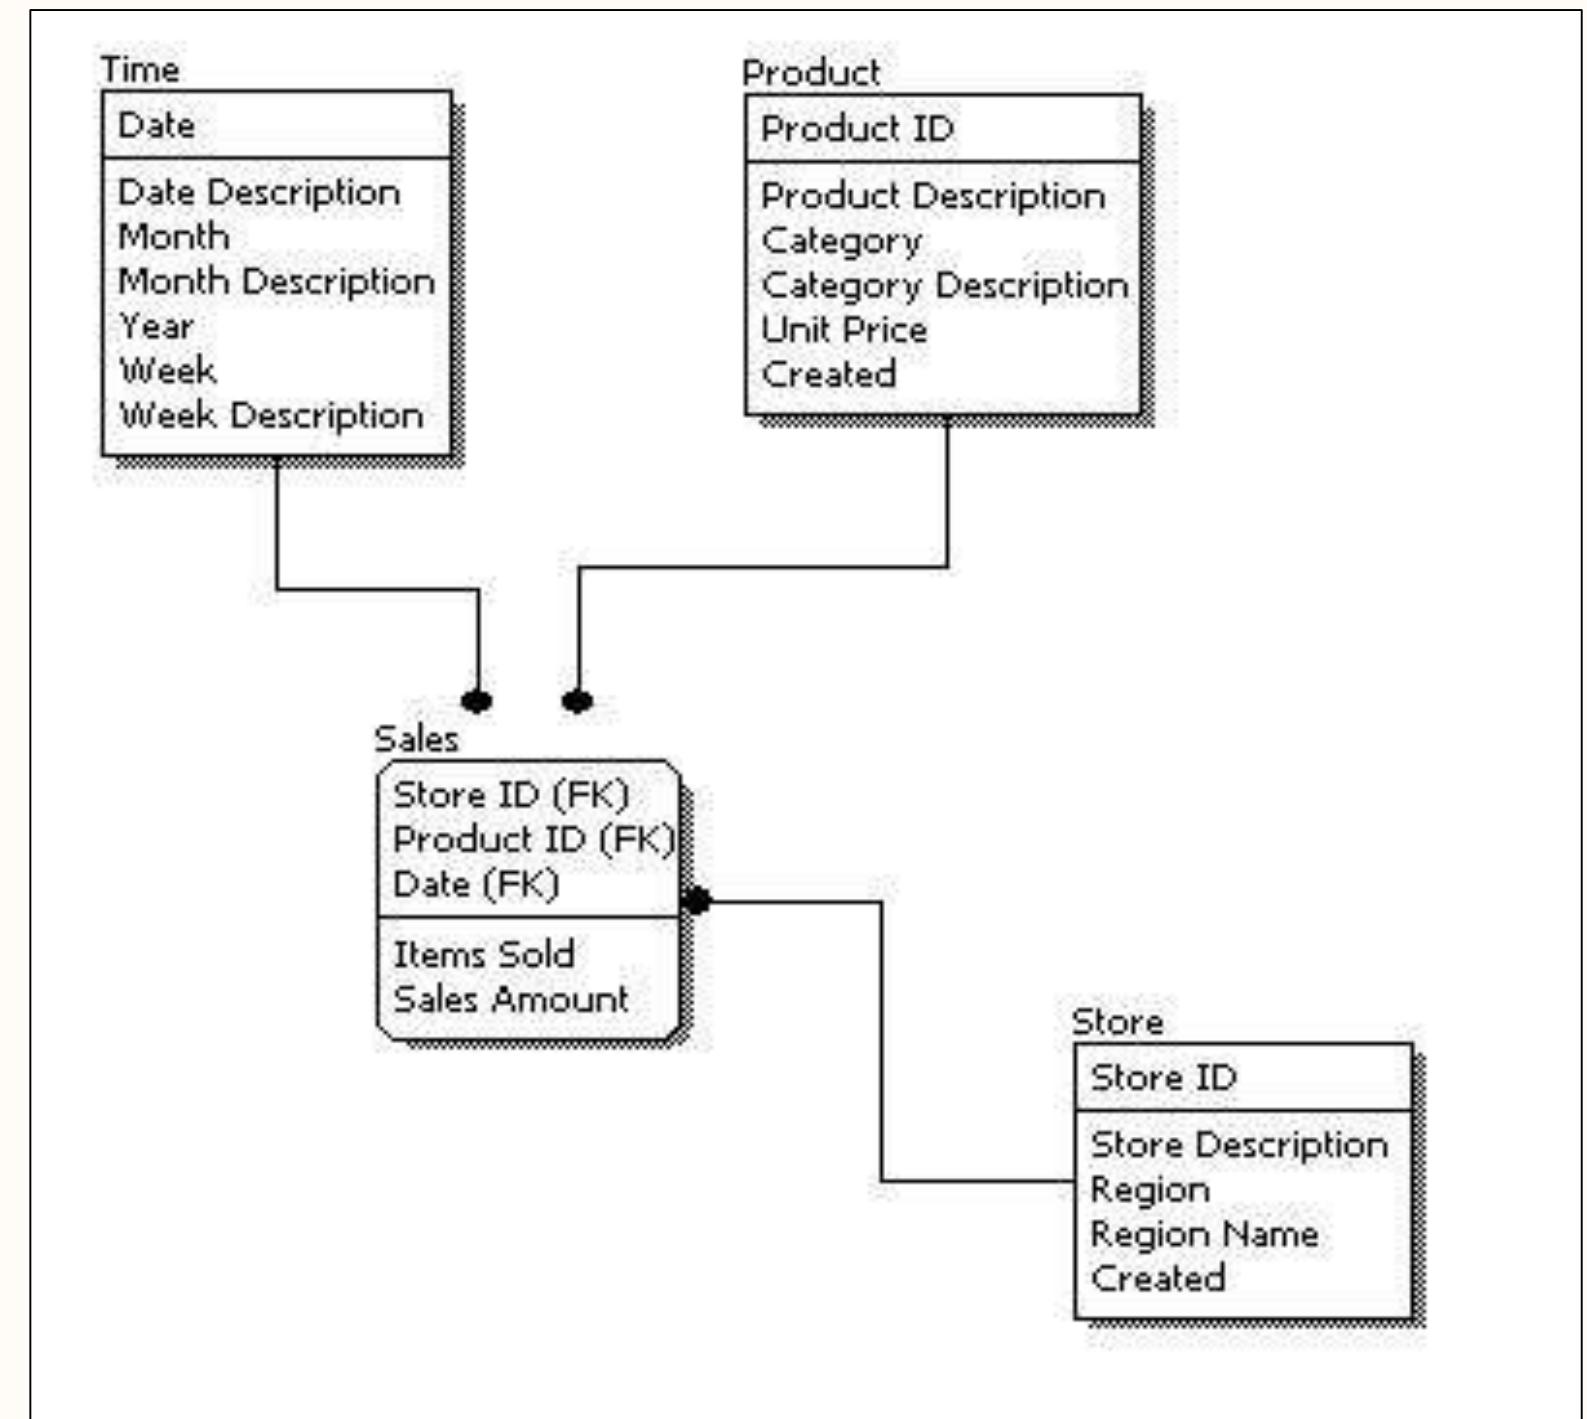 Time
Date
Date Description
Month
Month Description
Year
Week
Week Description
Product
Product ID
Product Description
Category
Category Description
Unit Price
Created
Sales
Store ID (FK)
Product ID (FK)
Date (FK)
Items Sold
Sales Amount
Store
Store ID
Store Description
Region
Region Name
Created